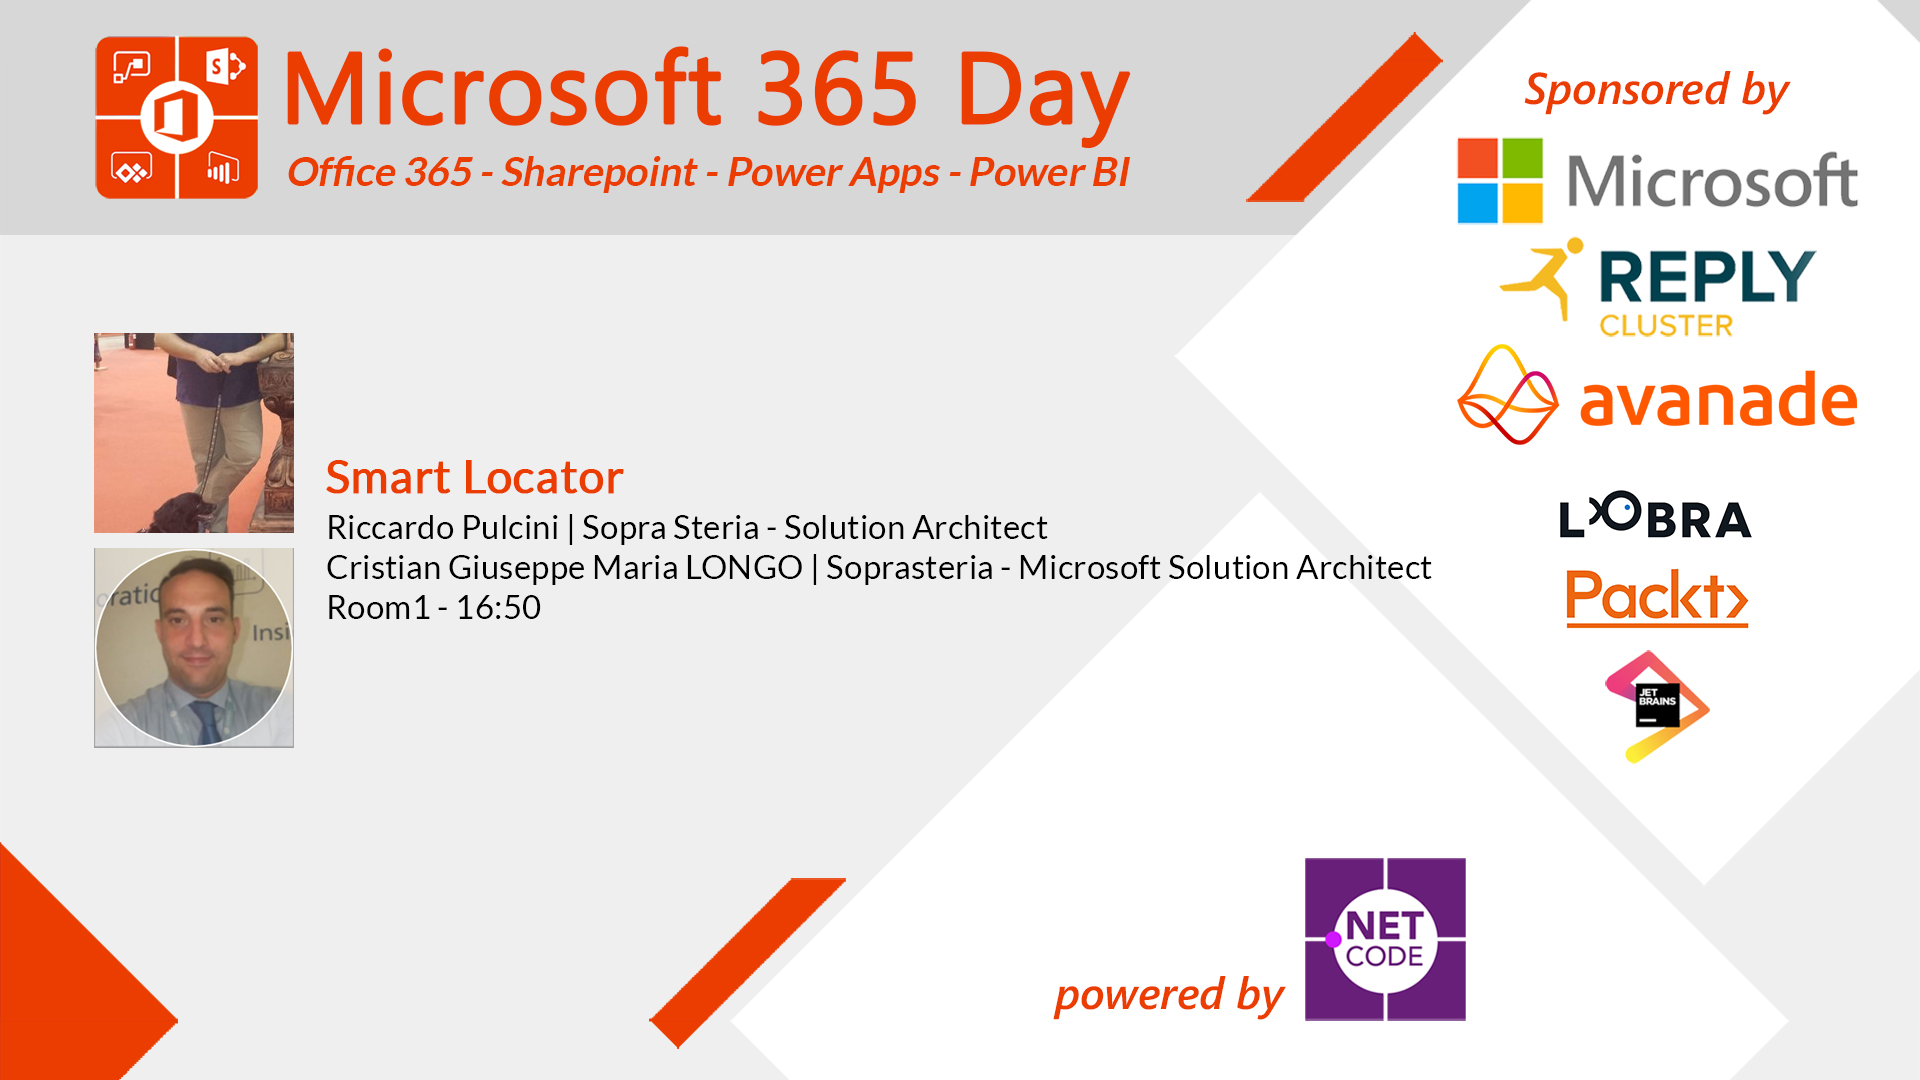 Microsoft 365 Day
Office 365 - Sharepoint - Power Apps - Power BI
Sponsored by
Microsoft
REPLY
CLUSTER
avanade
LOBRA
Packt>
JET
BRAINS
Smart Locator
Riccardo Pulcini | Sopra Steria - Solution Architect
Cristian Giuseppe Maria LONGO | Soprasteria - Microsoft Solution Architect
Room1 - 16:50
Insi
powered by
NET
CODE